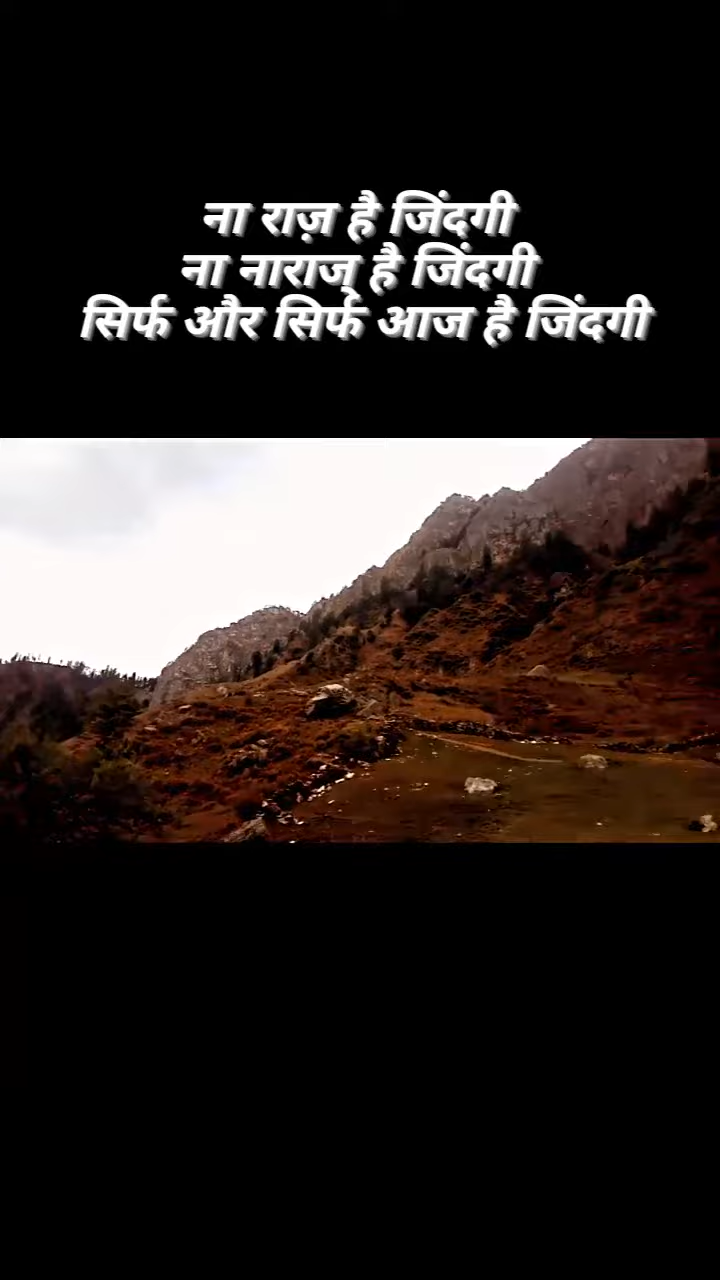 ना राज़ है जिंदगी
ना नाराज़ है जिंदगी
सिर्फ और सिर्फ आज है जिंदगी